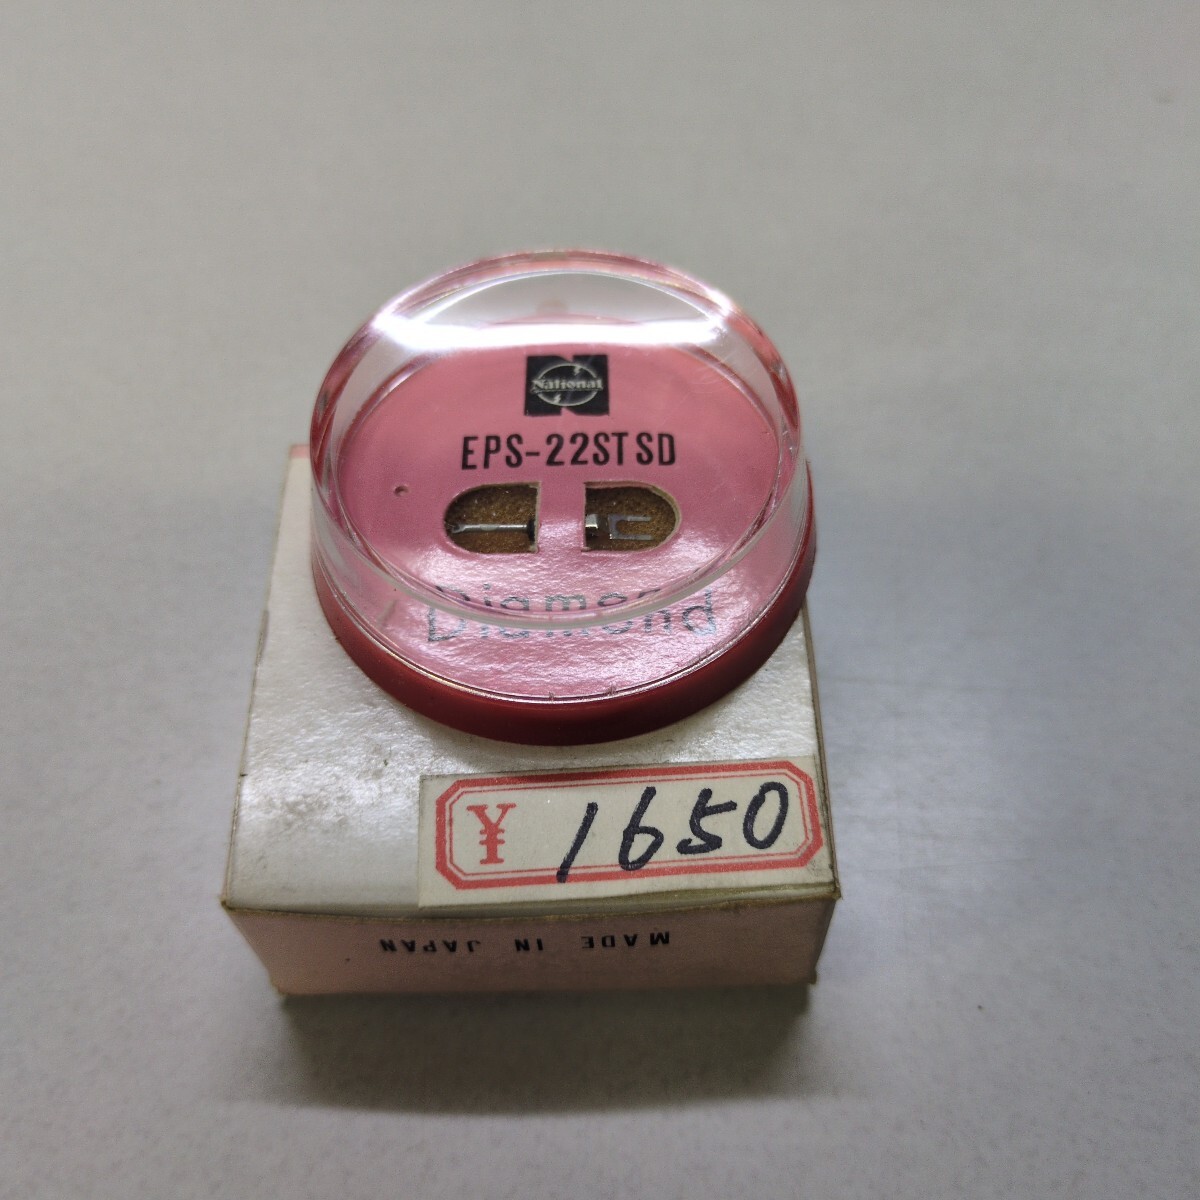 National
EPS-22STSD
Diamond
¥ 1650
MADE IN JAPAN